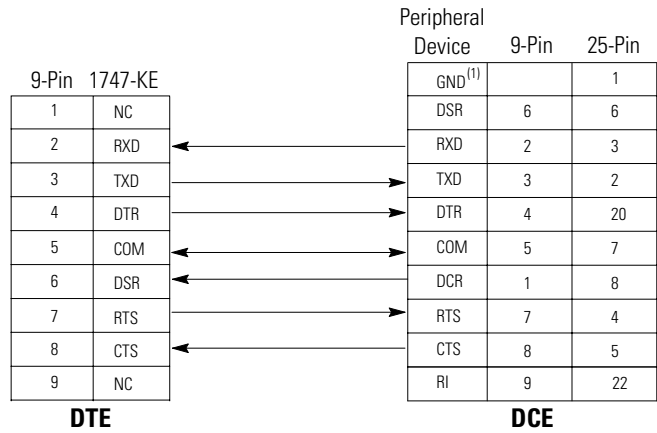 Peripheral
Device 9-Pin 25-Pin
9-Pin 1747-KE
GND(1) 1
1 NC DSR 6 6
2 RXD RXD 2 3
3 TXD TXD 3 2
4 DTR DTR 4 20
5 COM COM 5 7
6 DSR DCR 1 8
7 RTS RTS 7 4
8 CTS CTS 8 5
9 NC RI 9 22
DTE DCE